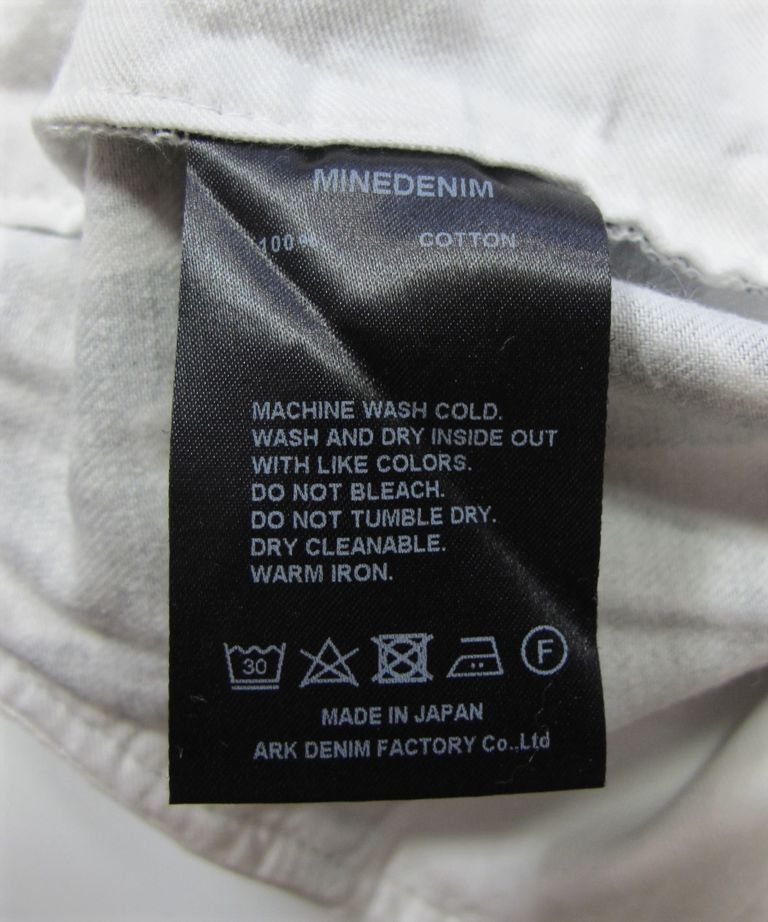 MINEDENIM
100% COTTON
MACHINE WASH COLD.
WASH AND DRY INSIDE OUT
WITH LIKE COLORS.
DO NOT BLEACH.
DO NOT TUMBLE DRY.
DRY CLEANABLE.
WARM IRON.
30 F
MADE IN JAPAN
ARK DENIM FACTORY Co.,Ltd